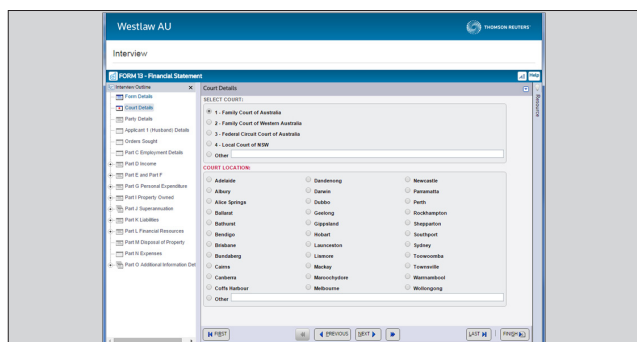 Westlaw AU
THOMSON REUTERS
Interview
FORM 13 - Financial Statement
Help
Interview Outline
X
Form Details
Court Details
Party Details
Applicant 1 (Husband) Details
Orders Sought
Part C Employment Details
Part D Income
Part E and Part F
Part G Personal Expenditure
Part I Property Owned
Part J Superannuation
Part K Liabilities
Part L Financial Resources
Part M Disposal of Property
Part N Expenses
Part O Additional Information Det
Court Details
SELECT COURT:
1 - Family Court of Australia
2 - Family Court of Western Australia
3 - Federal Circuit Court of Australia
4 - Local Court of NSW
Other
COURT LOCATION:
Adelaide Dandenong Newcastle
Albury Darwin Parramatta
Alice Springs Dubbo Perth
Ballarat Geelong Rockhampton
Bathurst Gippsland Shepparton
Bendigo Hobart Southport
Brisbane Launceston Sydney
Bundaberg Lismore Toowoomba
Cairns Mackay Townsville
Canberra Maroochydore Warrnambool
Coffs Harbour Melbourne Wollongong
Other
FIRST PREVIOUS NEXT LAST FINISH
Resource